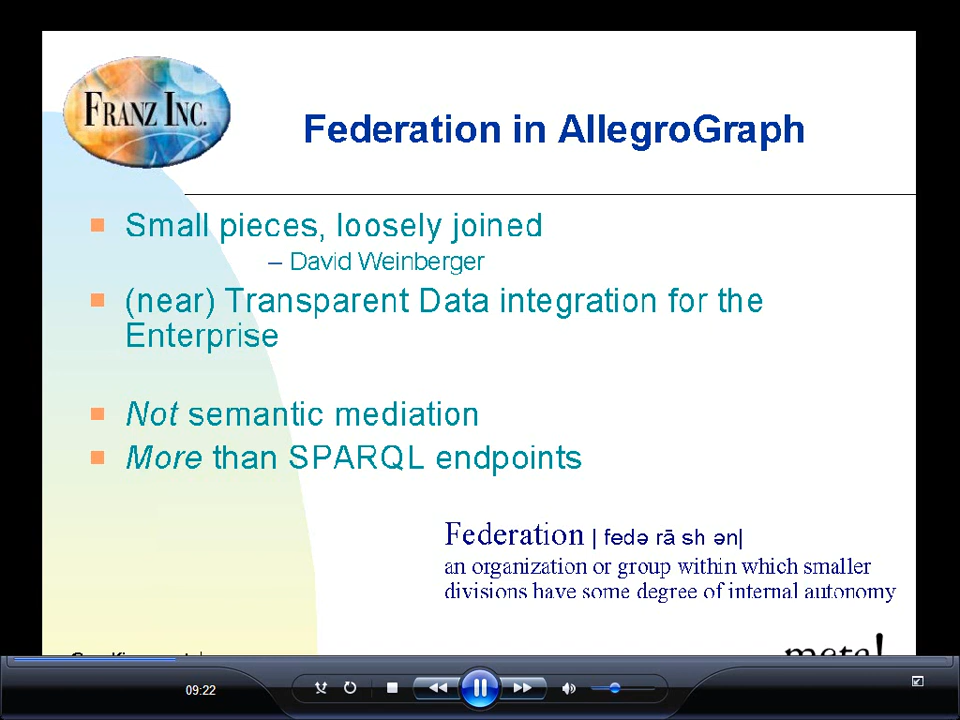 FRANZ INC.
Federation in AllegroGraph
Small pieces, loosely joined
– David Weinberger
(near) Transparent Data integration for the
Enterprise
Not semantic mediation
More than SPARQL endpoints
Federation | fedə rā sh ən|
an organization or group within which smaller
divisions have some degree of internal autonomy
09:22